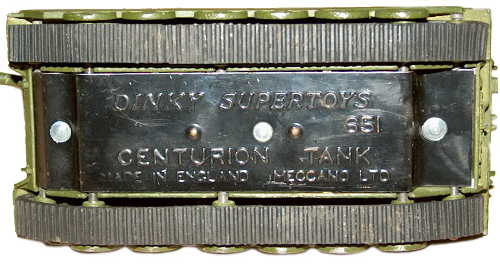 DINKY SUPERTOYS
651
CENTURION TANK
MADE IN ENGLAND MECCANO LTD